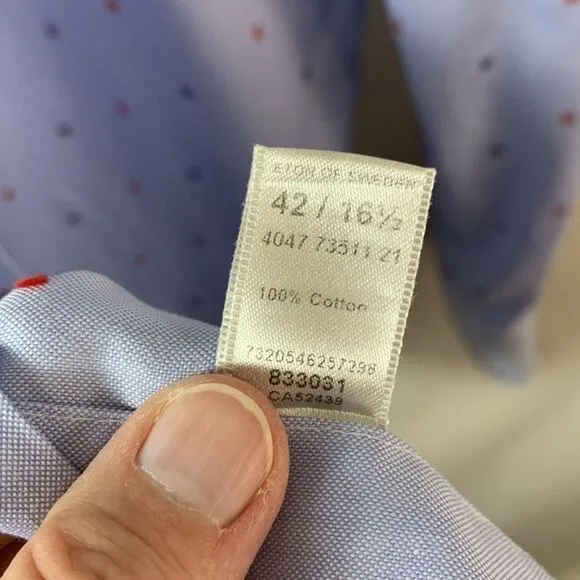 ETON OF SWEDEN
42 / 16½
4047 73511 21
100% Cotton
7320546257298
833031
CA52439